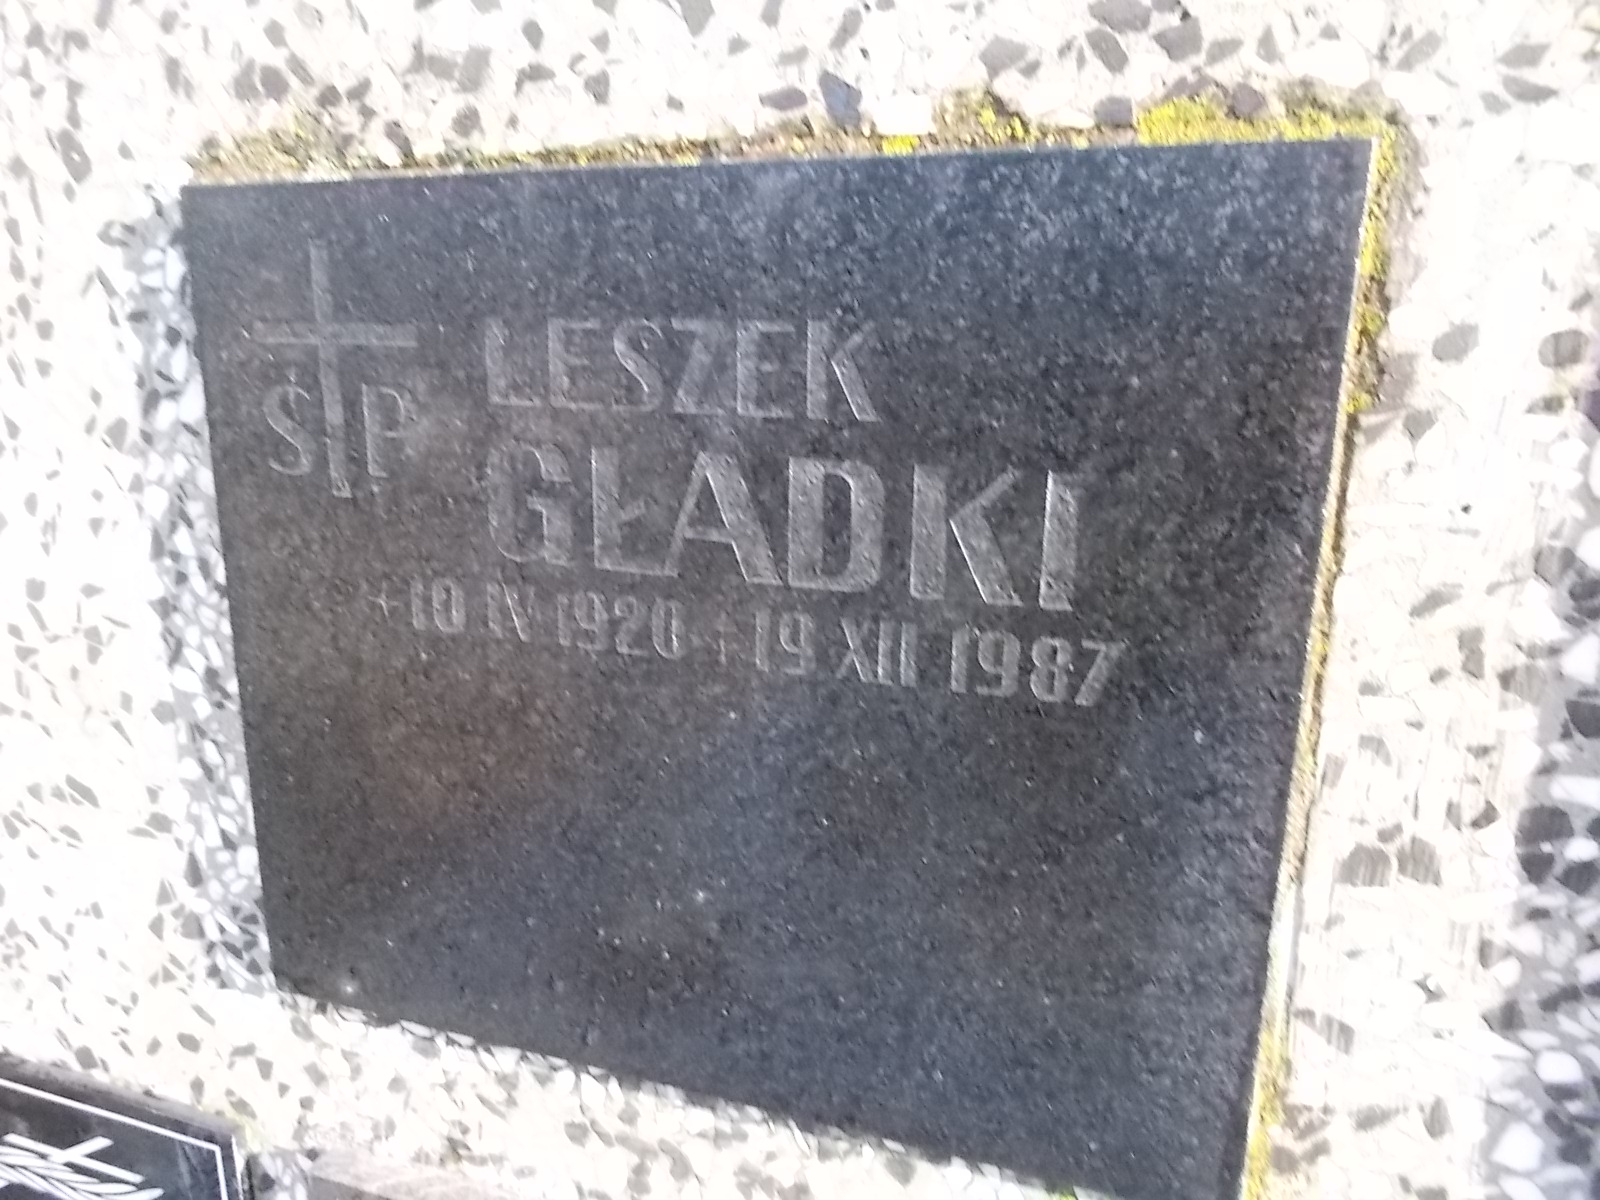 ŚP
LESZEK
GŁADKI
+10 IV 1920 +19 XII 1987